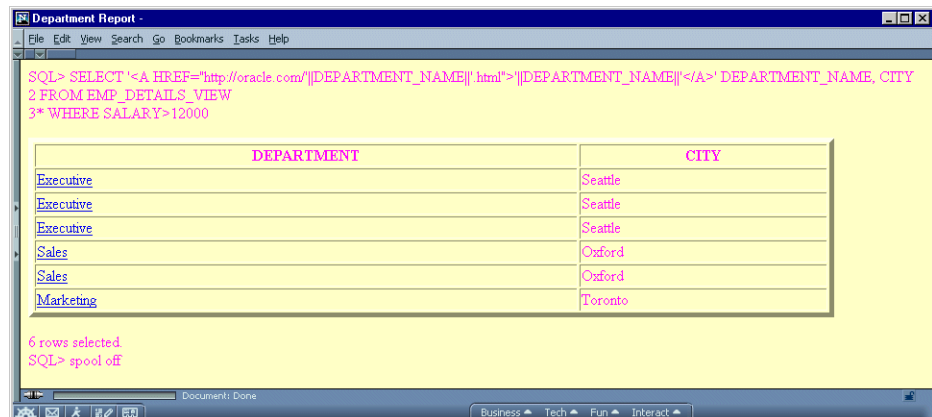 Department Report -
File Edit View Search Go Bookmarks Tasks Help
SQL> SELECT '<A HREF="http://oracle.com/'||DEPARTMENT_NAME||'.html">'||DEPARTMENT_NAME||'</A>' DEPARTMENT_NAME, CITY
2 FROM EMP_DETAILS_VIEW
3* WHERE SALARY>12000
DEPARTMENT CITY
Executive Seattle
Executive Seattle
Executive Seattle
Sales Oxford
Sales Oxford
Marketing Toronto
6 rows selected.
SQL> spool off
Document: Done
Business Tech Fun Interact